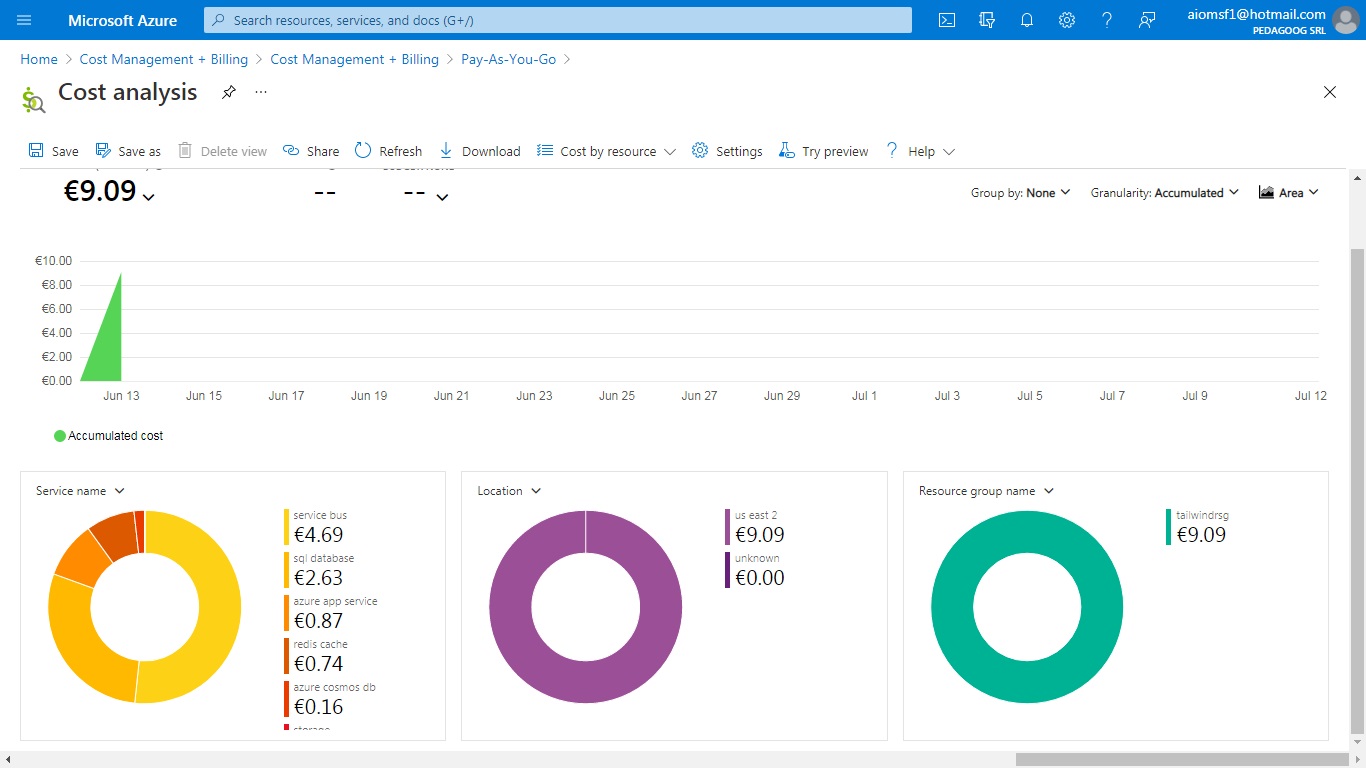 Microsoft Azure
Search resources, services, and docs (G+/)
aiomsf1@hotmail.com
PEDAGOOG SRL
Home > Cost Management + Billing > Cost Management + Billing > Pay-As-You-Go >
Cost analysis
Save Save as Delete view Share Refresh Download Cost by resource Settings Try preview Help
€9.09 -- --
Group by: None Granularity: Accumulated Area
€10.00
€8.00
€6.00
€4.00
€2.00
€0.00
Jun 13 Jun 15 Jun 17 Jun 19 Jun 21 Jun 23 Jun 25 Jun 27 Jun 29 Jul 1 Jul 3 Jul 5 Jul 7 Jul 9 Jul 12
Accumulated cost
Service name
service bus
€4.69
sql database
€2.63
azure app service
€0.87
redis cache
€0.74
azure cosmos db
€0.16
storage
Location
us east 2
€9.09
unknown
€0.00
Resource group name
tailwindrsg
€9.09